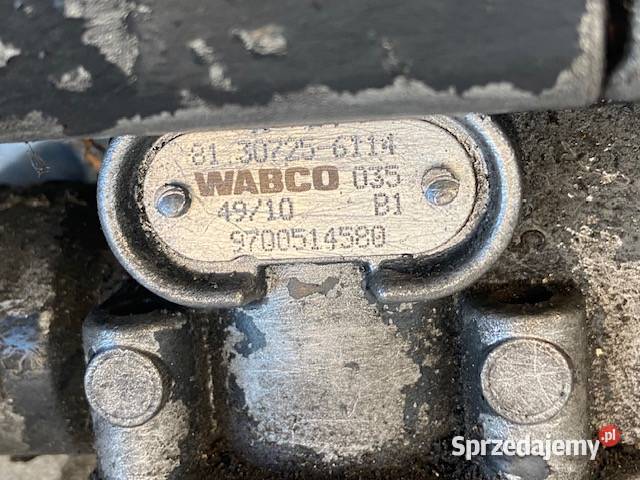 81 30725-6114
WABCO 035
49/10 B1
9700514580
Sprzedajemy.pl